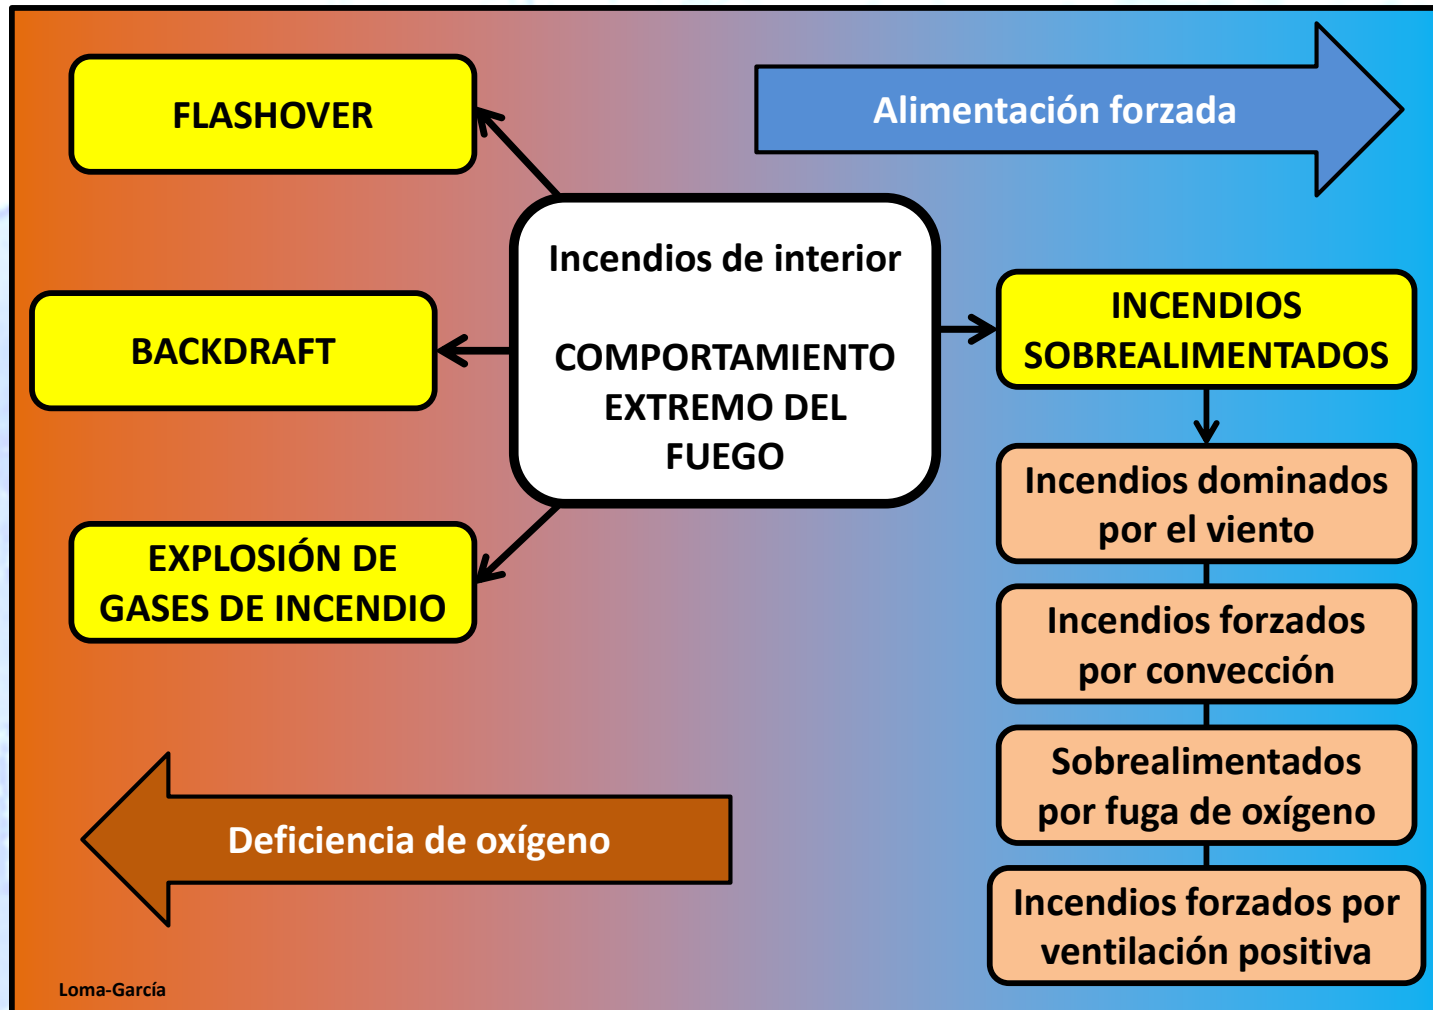 FLASHOVER
Alimentación forzada
Incendios de interior
COMPORTAMIENTO
EXTREMO DEL
FUEGO
BACKDRAFT
EXPLOSIÓN DE
GASES DE INCENDIO
INCENDIOS
SOBREALIMENTADOS
Incendios dominados
por el viento
Incendios forzados
por convección
Sobrealimentados
por fuga de oxígeno
Incendios forzados por
ventilación positiva
Deficiencia de oxígeno
Loma-García